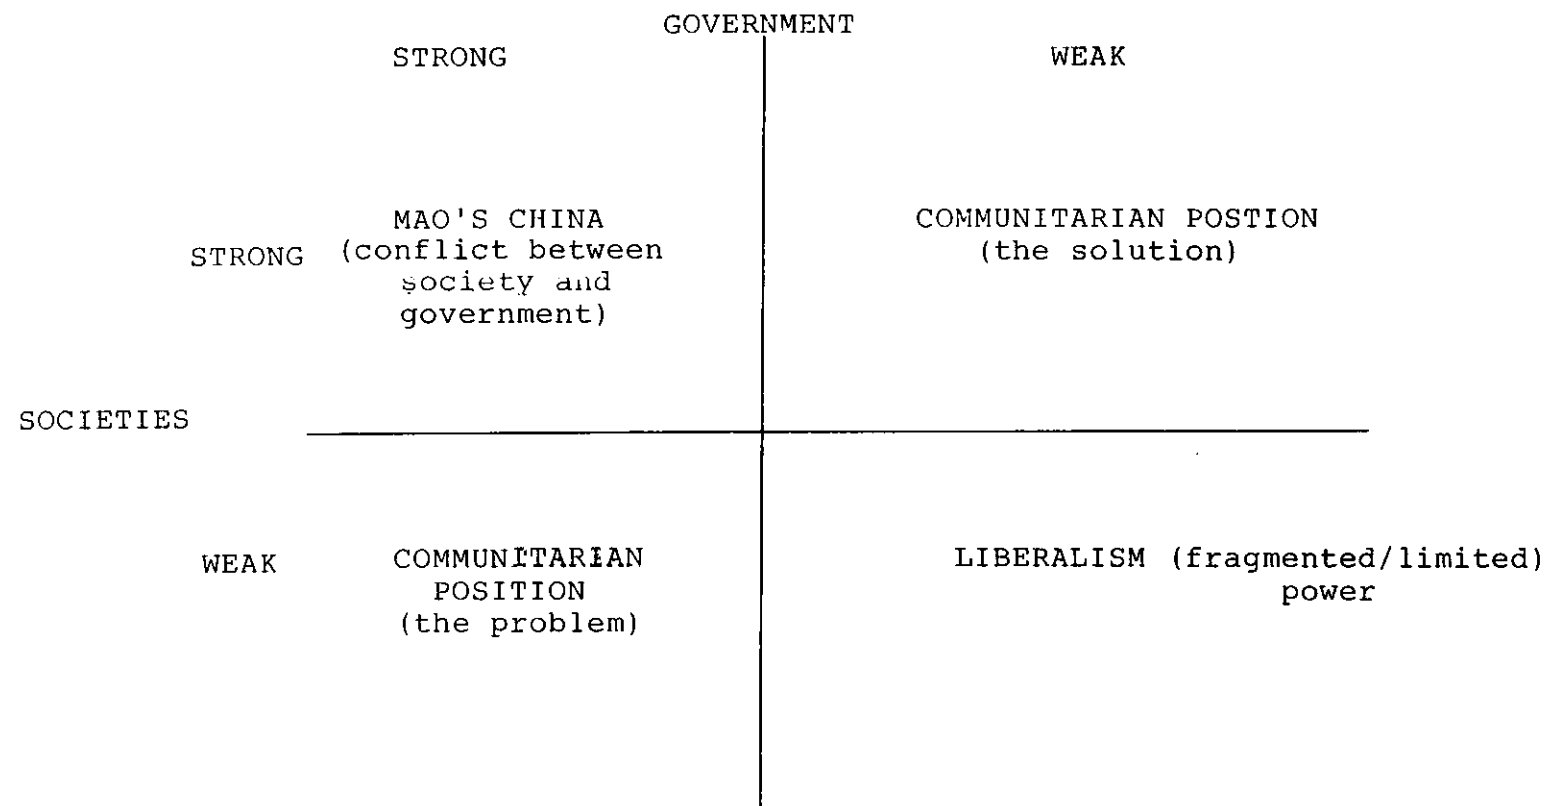 GOVERNMENT
STRONG WEAK
MAO'S CHINA
(conflict between
society and
government)
STRONG
COMMUNITARIAN POSTION
(the solution)
SOCIETIES
WEAK
COMMUNITARIAN
POSITION
(the problem)
LIBERALISM (fragmented/limited)
power